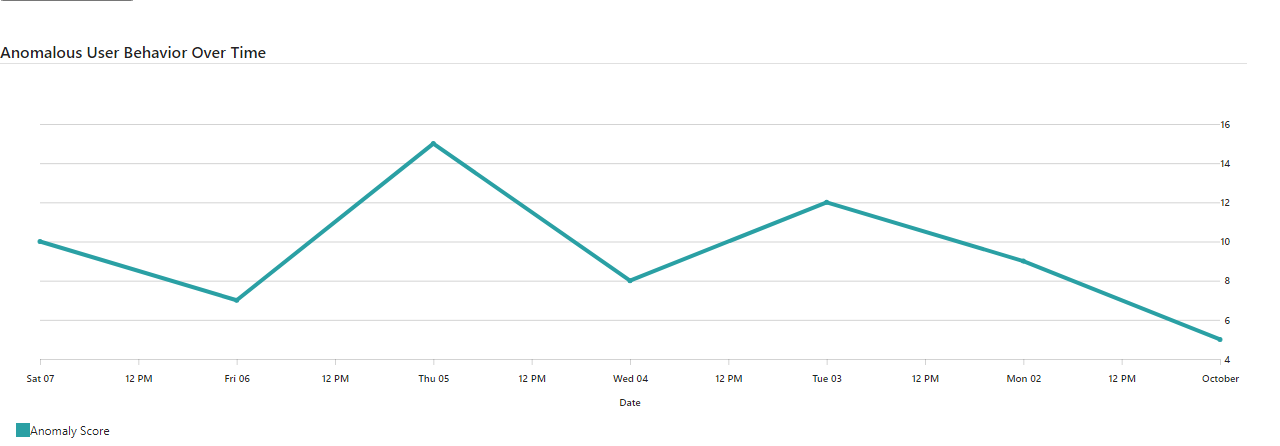 Anomalous User Behavior Over Time
16
14
12
10
8
6
4
Sat 07 12 PM Fri 06 12 PM Thu 05 12 PM Wed 04 12 PM Tue 03 12 PM Mon 02 12 PM October
Date
Anomaly Score